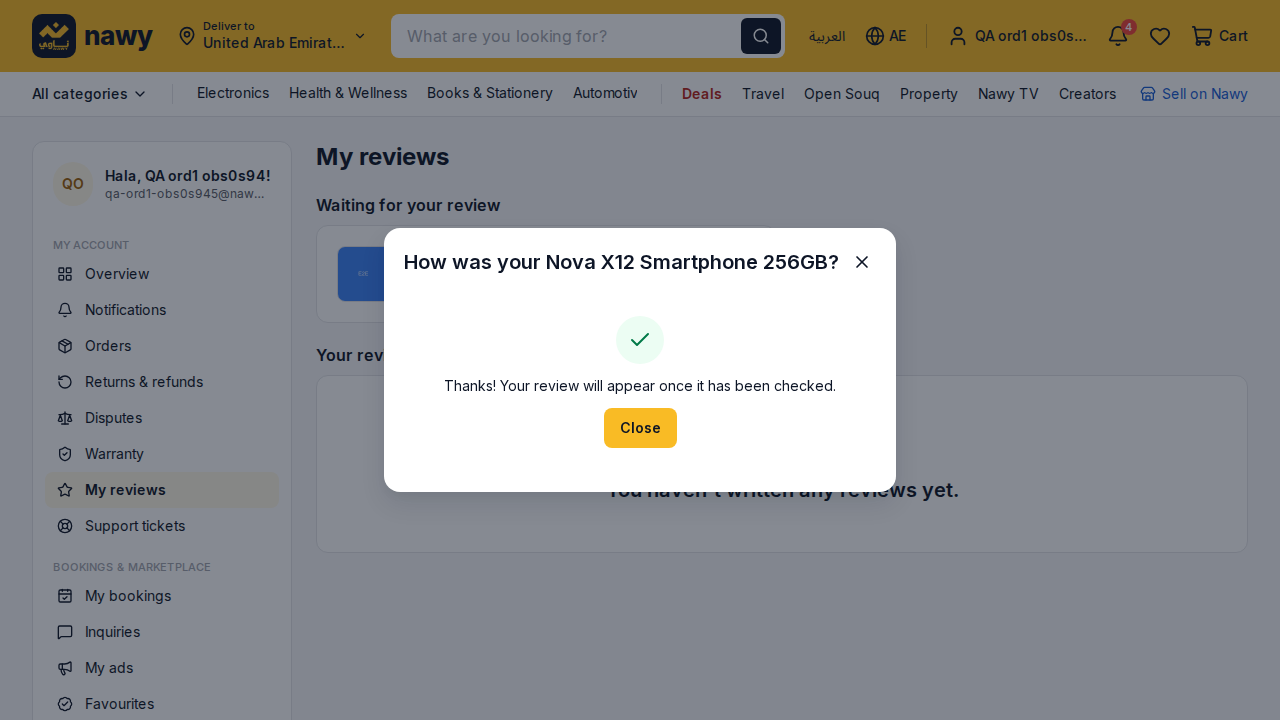 nawy
Deliver to
United Arab Emirat...
What are you looking for?
العربية
AE
QA ord1 obs0s...
4
Cart
All categories
Electronics
Health & Wellness
Books & Stationery
Automotiv
Deals
Travel
Open Souq
Property
Nawy TV
Creators
Sell on Nawy
QO
Hala, QA ord1 obs0s94!
qa-ord1-obs0s945@naw...
MY ACCOUNT
Overview
Notifications
Orders
Returns & refunds
Disputes
Warranty
My reviews
Support tickets
BOOKINGS & MARKETPLACE
My bookings
Inquiries
My ads
Favourites
My reviews
Waiting for your review
Your rev
You haven't written any reviews yet.
How was your Nova X12 Smartphone 256GB?
Thanks! Your review will appear once it has been checked.
Close